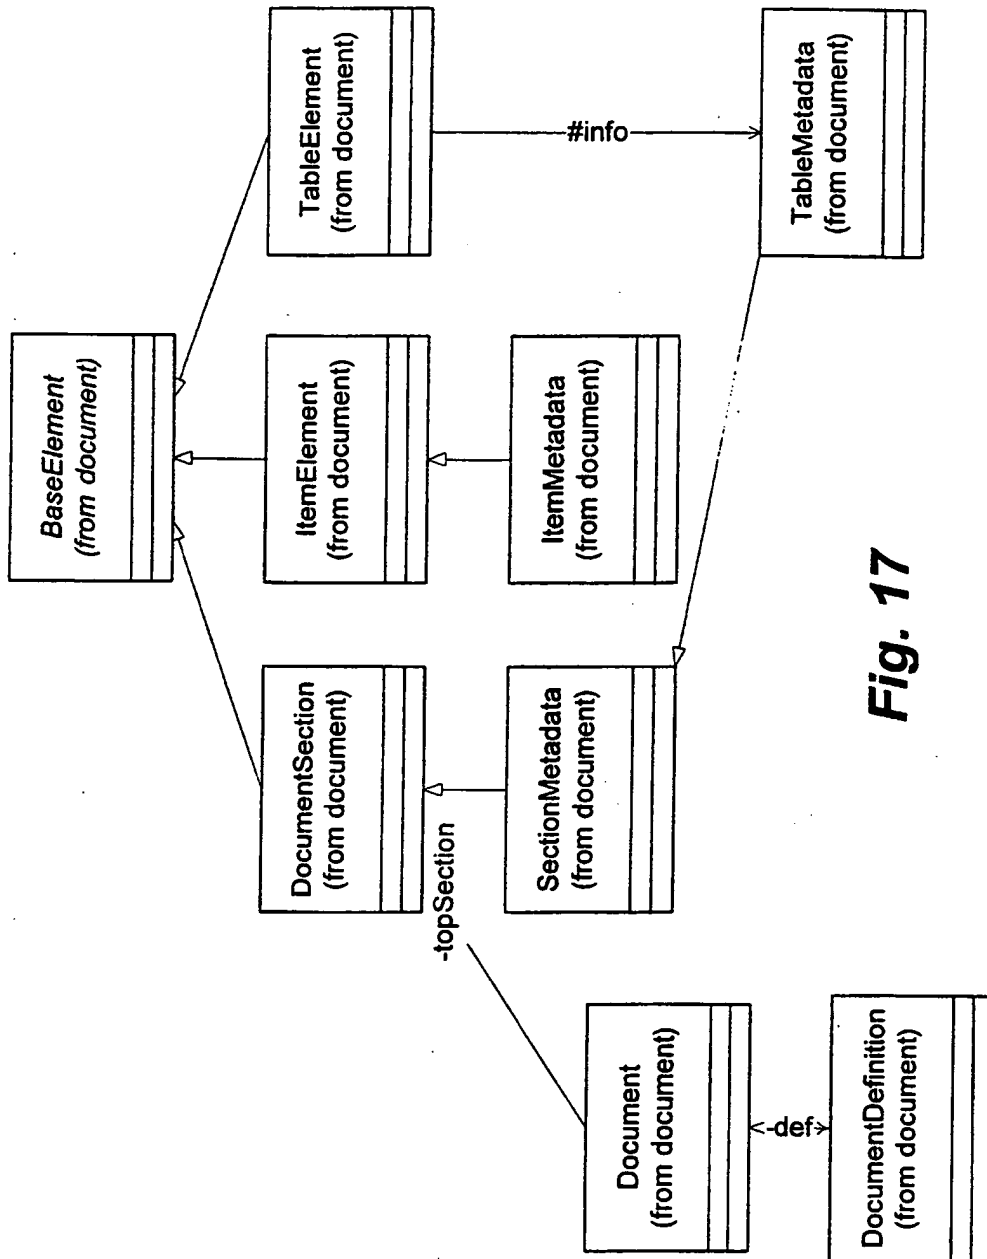 BaseElement
(from document)
DocumentSection
(from document)
ItemElement
(from document)
TableElement
(from document)
-topSection
#info
Document
(from document)
SectionMetadata
(from document)
ItemMetadata
(from document)
TableMetadata
(from document)
-def
DocumentDefinition
(from document)
Fig. 17